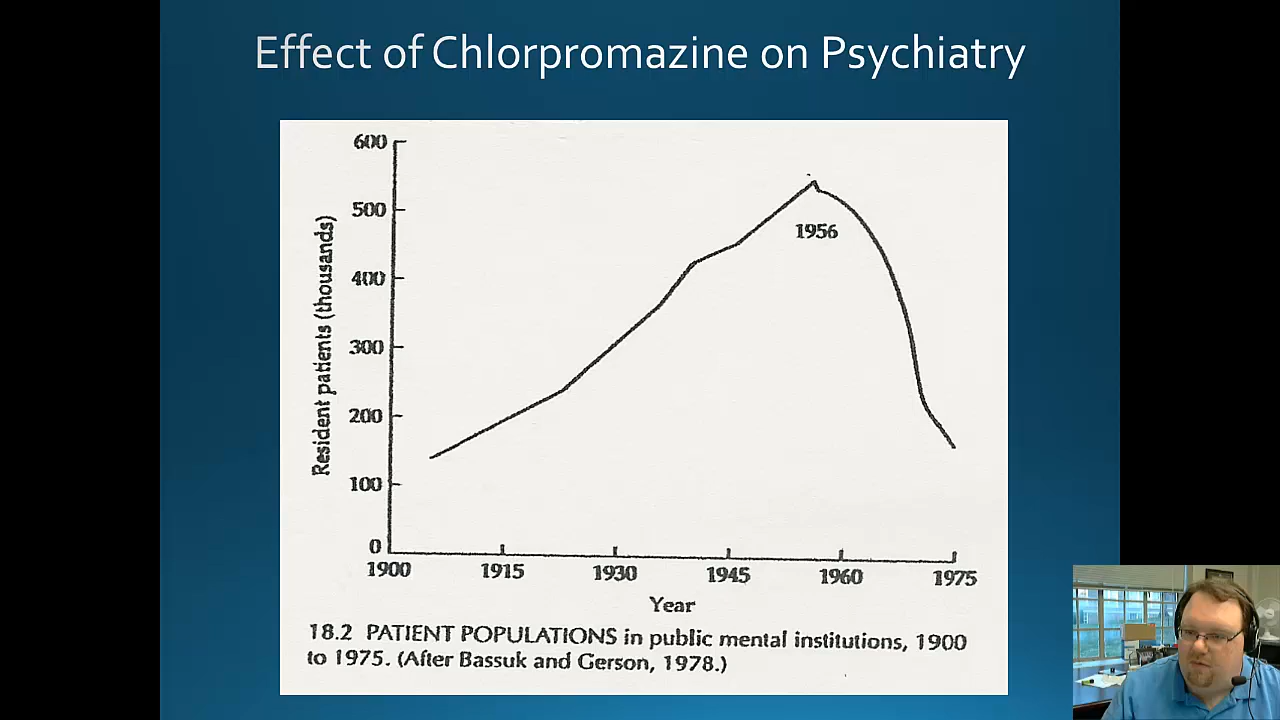 Effect of Chlorpromazine on Psychiatry
600
500
400
300
200
100
0
Resident patients (thousands)
1956
1900
1915
1930
1945
1960
1975
Year
18.2 PATIENT POPULATIONS in public mental institutions, 1900
to 1975. (After Bassuk and Gerson, 1978.)